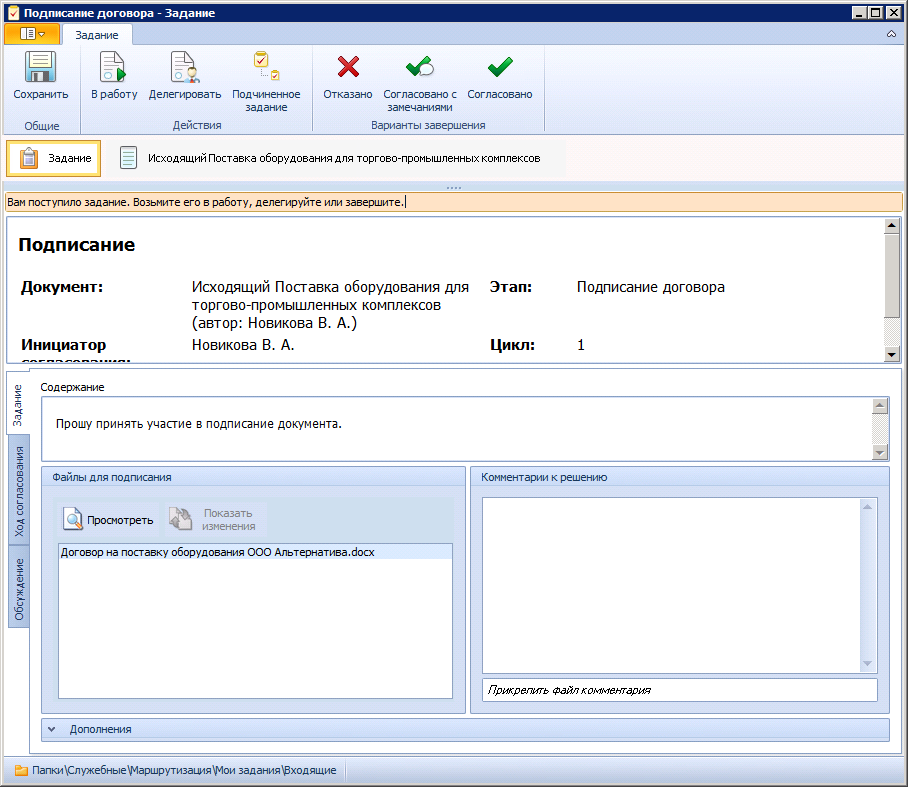 Подписание договора - Задание
Задание
Сохранить
В работу
Делегировать
Подчиненное
задание
Отказано
Согласовано с
замечаниями
Согласовано
Общие
Действия
Варианты завершения
Задание
Исходящий Поставка оборудования для торгово-промышленных комплексов
Вам поступило задание. Возьмите его в работу, делегируйте или завершите.
Подписание
Документ:
Исходящий Поставка оборудования для
торгово-промышленных комплексов
(автор: Новикова В. А.)
Этап:
Подписание договора
Инициатор
согласования:
Новикова В. А.
Цикл:
1
Задание
Ход согласования
Обсуждение
Содержание
Прошу принять участие в подписание документа.
Файлы для подписания
Просмотреть
Показать
изменения
Договор на поставку оборудования ООО Альтернатива.docx
Комментарии к решению
Прикрепить файл комментария
Дополнения
Папки\Служебные\Маршрутизация\Мои задания\Входящие